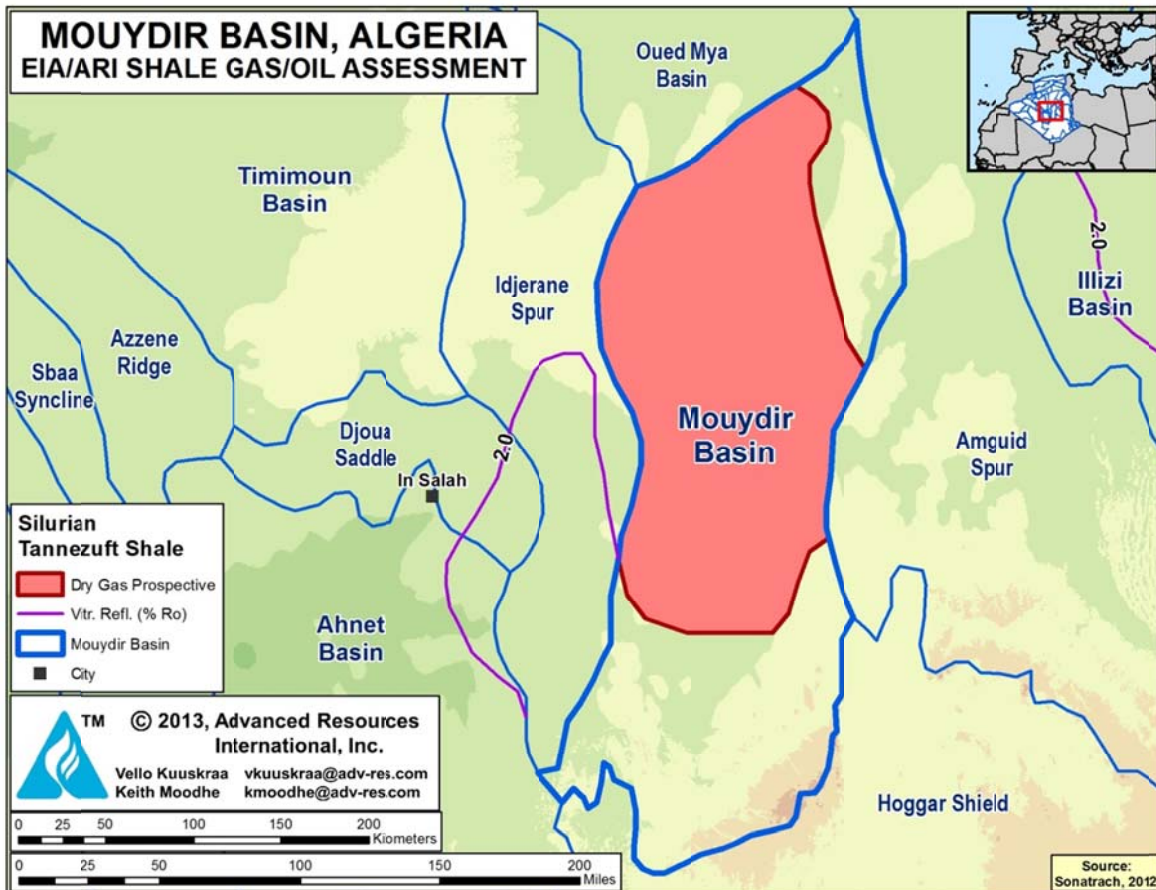 MOUYDIR BASIN, ALGERIA
EIA/ARI SHALE GAS/OIL ASSESSMENT
Oued Mya
Basin
Timimoun
Basin
2.0
Illizi
Basin
Idjerane
Spur
Azzene
Ridge
Sbaa
Syncline
Mouydir
Basin
Djoua
Saddle
2.0
Amguid
Spur
In Salah
Silurian
Tannezuft Shale
Dry Gas Prospective
Vitr. Refl. (% Ro)
Mouydir Basin
City
Ahnet
Basin
TM
© 2013, Advanced Resources
International, Inc.
Vello Kuuskraa vkuuskraa@adv-res.com
Keith Moodhe kmoodhe@adv-res.com
Hoggar Shield
0 25 50 100 150 200
Kiometers
0 25 50 100 150 200
Miles
Source:
Sonatrach, 2012